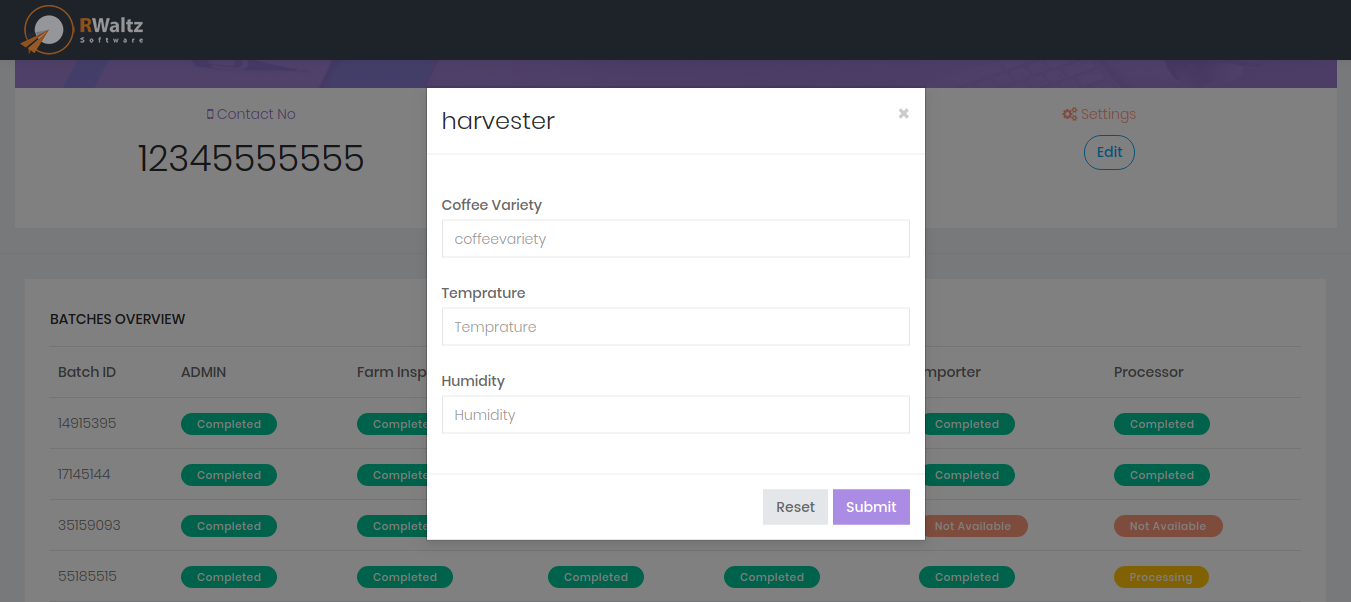 RWaltz
Software
Contact No
12345555555
Settings
Edit
harvester
×
Coffee Variety
coffeevariety
Temprature
Temprature
Humidity
Humidity
Reset Submit
BATCHES OVERVIEW
Batch ID ADMIN Farm Insp mporter Processor
14915395 Completed Complete Completed Completed
17145144 Completed Complete Completed Completed
35159093 Completed Complete Not Available Not Available
55185515 Completed Completed Completed Completed Completed Processing